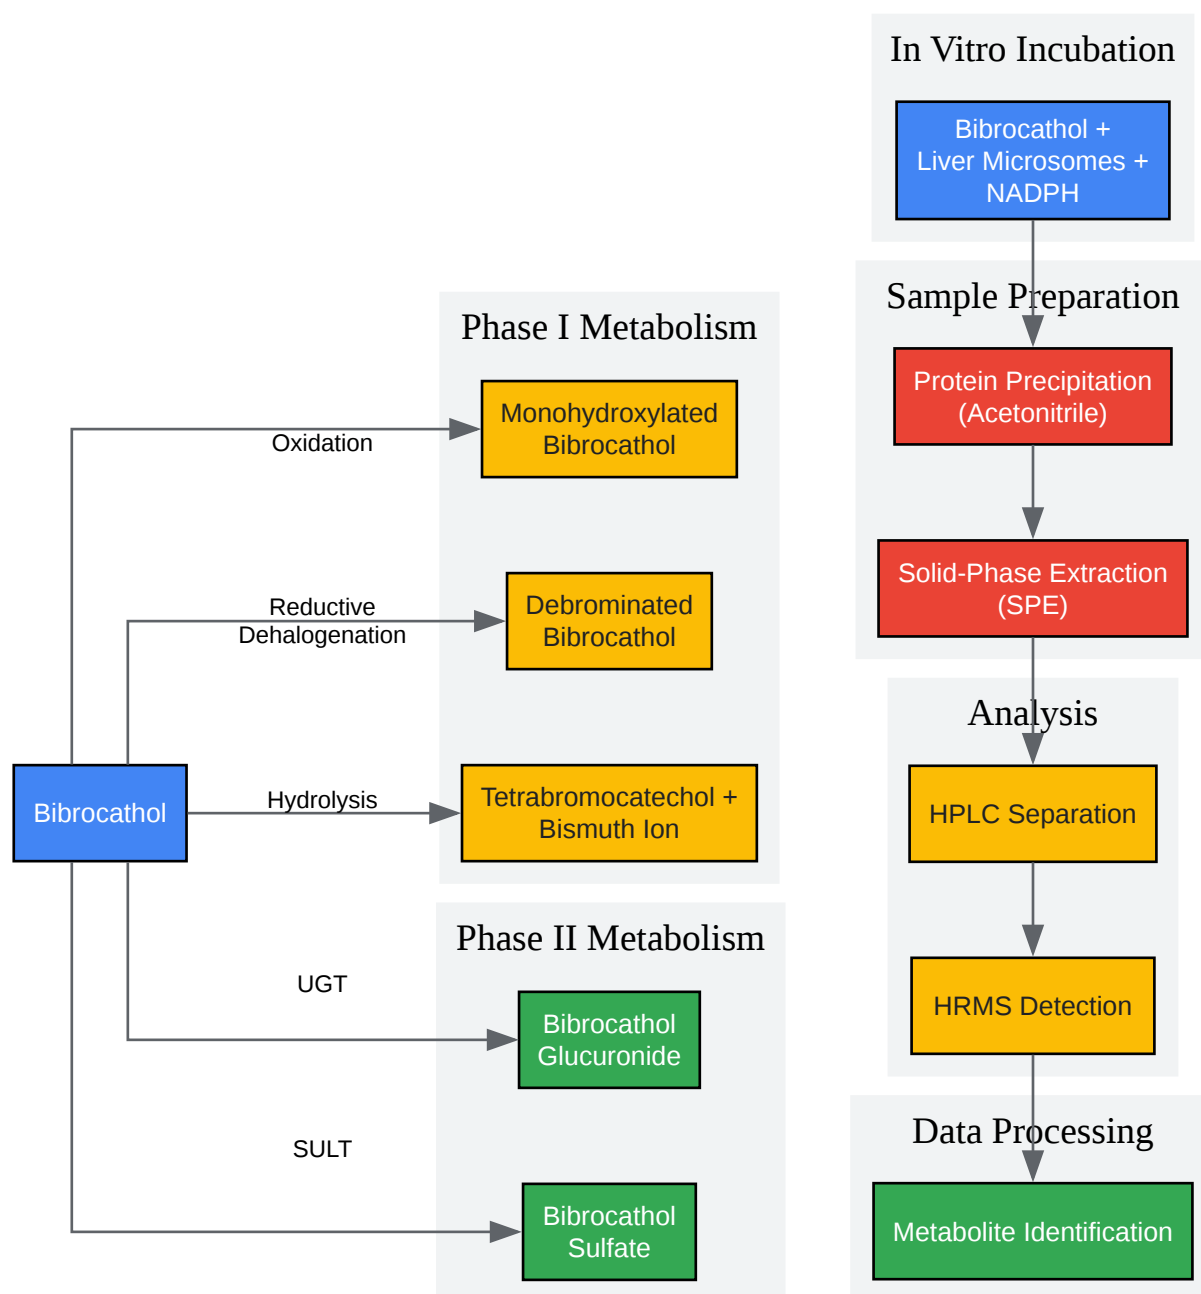 Bibrocathol
Oxidation
Reductive
Dehalogenation
Hydrolysis
UGT
SULT
Phase I Metabolism
Monohydroxylated
Bibrocathol
Debrominated
Bibrocathol
Tetrabromocatechol +
Bismuth Ion
Phase II Metabolism
Bibrocathol
Glucuronide
Bibrocathol
Sulfate
In Vitro Incubation
Bibrocathol +
Liver Microsomes +
NADPH
Sample Preparation
Protein Precipitation
(Acetonitrile)
Solid-Phase Extraction
(SPE)
Analysis
HPLC Separation
HRMS Detection
Data Processing
Metabolite Identification